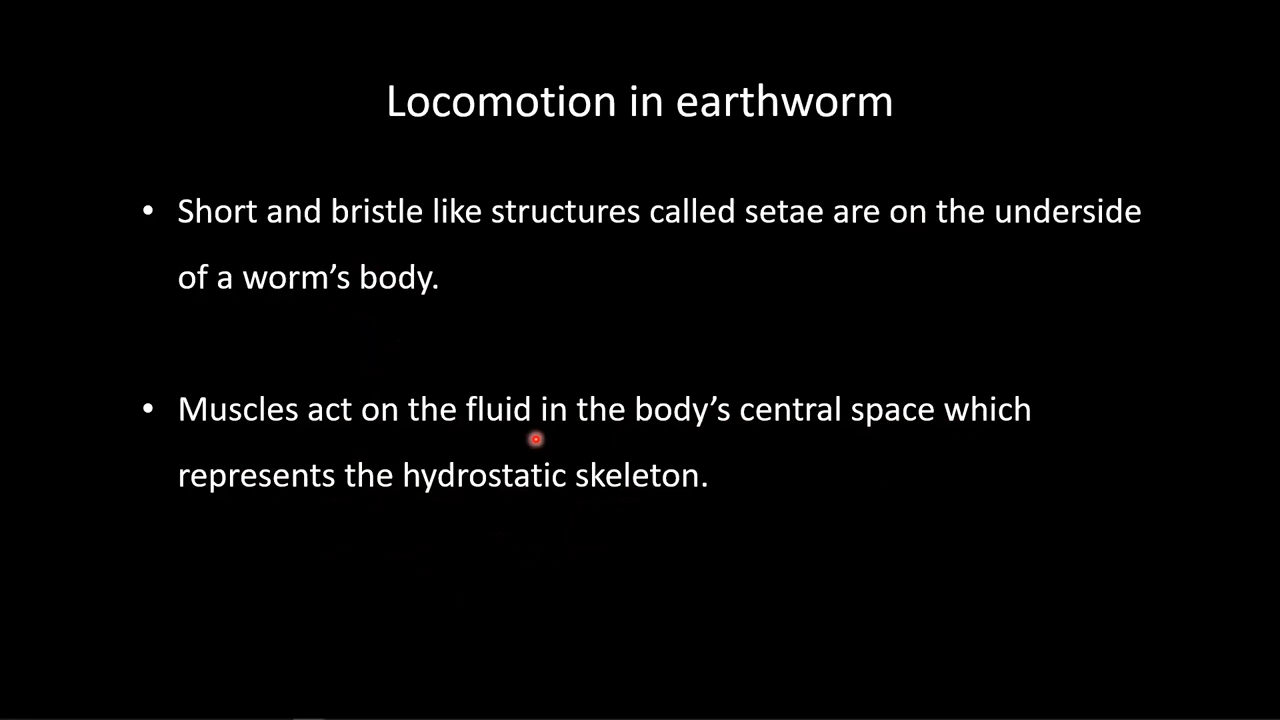 Locomotion in earthworm
• Short and bristle like structures called setae are on the underside
of a worm’s body.
• Muscles act on the fluid in the body’s central space which
represents the hydrostatic skeleton.